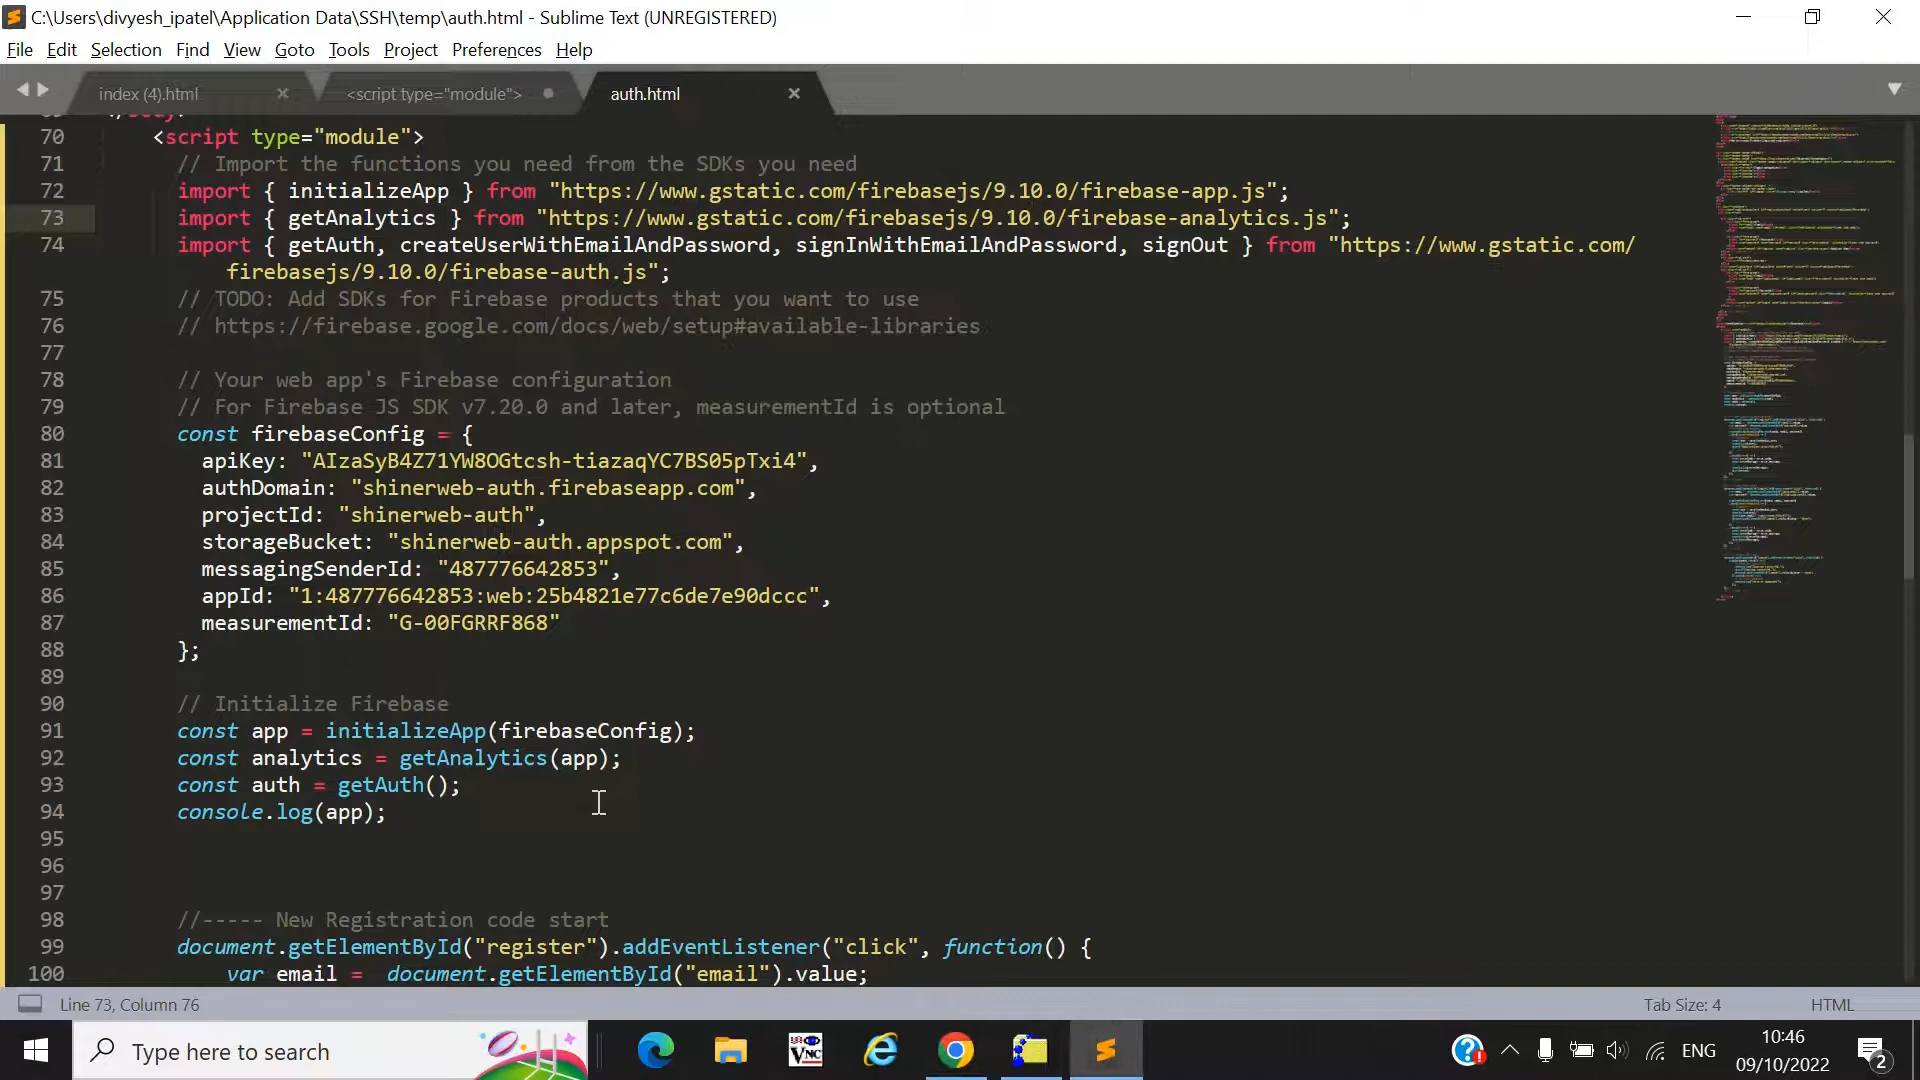 C:\Users\divyesh_ipatel\Application Data\SSH\temp\auth.html - Sublime Text (UNREGISTERED)
File Edit Selection Find View Goto Tools Project Preferences Help
index (4).html <script type="module"> auth.html
70 <script type="module">
71 // Import the functions you need from the SDKs you need
72 import { initializeApp } from "https://www.gstatic.com/firebasejs/9.10.0/firebase-app.js";
73 import { getAnalytics } from "https://www.gstatic.com/firebasejs/9.10.0/firebase-analytics.js";
74 import { getAuth, createUserWithEmailAndPassword, signInWithEmailAndPassword, signOut } from "https://www.gstatic.com/
firebasejs/9.10.0/firebase-auth.js";
75 // TODO: Add SDKs for Firebase products that you want to use
76 // https://firebase.google.com/docs/web/setup#available-libraries
77
78 // Your web app's Firebase configuration
79 // For Firebase JS SDK v7.20.0 and later, measurementId is optional
80 const firebaseConfig = {
81 apiKey: "AIzaSyB4Z71YW8OGtcsh-tiazaqYC7BS05pTxi4",
82 authDomain: "shinerweb-auth.firebaseapp.com",
83 projectId: "shinerweb-auth",
84 storageBucket: "shinerweb-auth.appspot.com",
85 messagingSenderId: "487776642853",
86 appId: "1:487776642853:web:25b4821e77c6de7e90dccc",
87 measurementId: "G-00FGRRF868"
88 };
89
90 // Initialize Firebase
91 const app = initializeApp(firebaseConfig);
92 const analytics = getAnalytics(app);
93 const auth = getAuth();
94 console.log(app);
95
96
97
98 //----- New Registration code start
99 document.getElementById("register").addEventListener("click", function() {
100 var email = document.getElementById("email").value;
Line 73, Column 76 Tab Size: 4 HTML
Type here to search VNC ENG 10:46
09/10/2022 2